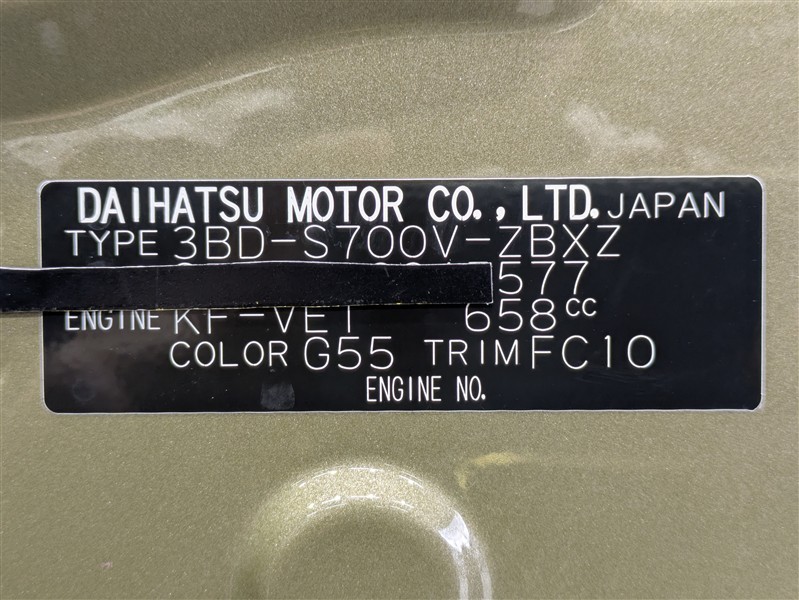 DAIHATSU MOTOR CO., LTD. JAPAN
TYPE 3BD-S700V-ZBXZ
577
ENGINE KF-VET 658cc
COLOR G55 TRIM FC10
ENGINE NO.